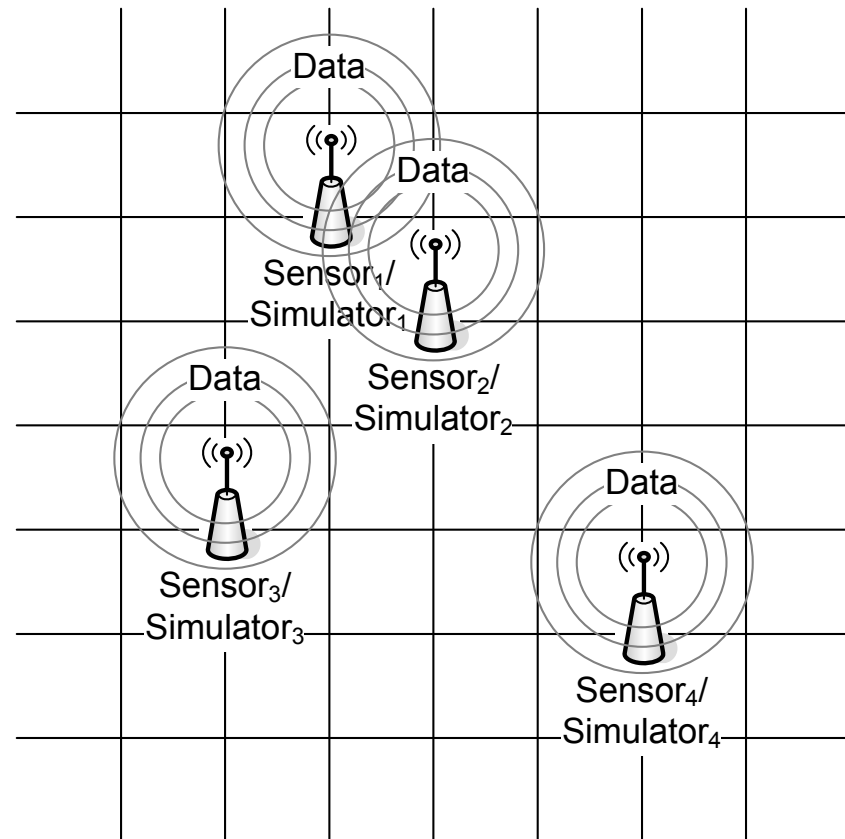 Data
Sensor₁/
Simulator₁
Data
Sensor₂/
Simulator₂
Data
Sensor₃/
Simulator₃
Data
Sensor₄/
Simulator₄